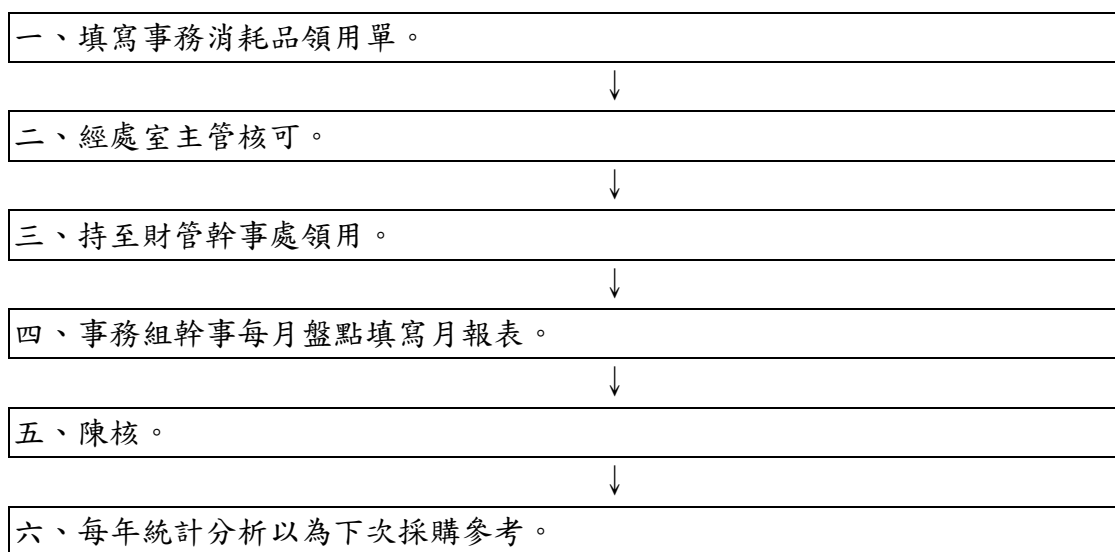 一、填寫事務消耗品領用單。
↓
二、經處室主管核可。
↓
三、持至財管幹事處領用。
↓
四、事務組幹事每月盤點填寫月報表。
↓
五、陳核。
↓
六、每年統計分析以為下次採購參考。